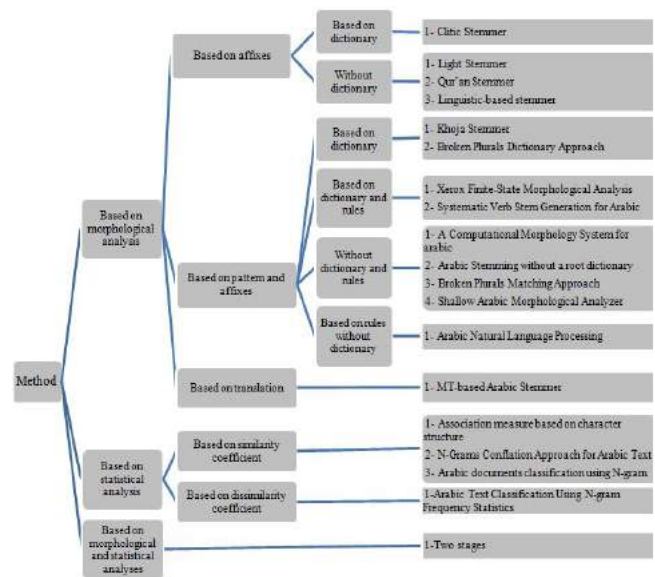 Based on
dictionary
1- Clitic Stemmer
Based on affixes
Without
dictionary
1- Light Stemmer
2- Qur'an Stemmer
3- Linguistic-based stemmer
Based on
dictionary
1- Khoja Stemmer
2- Broken Plurals Dictionary Approach
Based on
dictionary
and rules
1- Xerox Finite-State Morphological Analysis
2- Systematic Verb Stem Generation for Arabic
Based on
morphological
analysis
Based on pattern and
affixes
Without
dictionary and
rules
1- A Computational Morphology System for
arabic
2- Arabic Stemming without a root dictionary
3- Broken Plurals Matching Approach
4- Shallow Arabic Morphological Analyzer
Based on rules
without
dictionary
1- Arabic Natural Language Processing
Based on translation
1- MT-based Arabic Stemmer
Method
Based on
statistical
analysis
Based on similarity
coefficient
1- Association measure based on character
structure
2- N-Grams Conflation Approach for Arabic Text
3- Arabic documents classification using N-gram
Based on dissimilarity
coefficient
1-Arabic Text Classification Using N-gram
Frequency Statistics
Based on
morphological
and statistical
analyses
1-Two stages